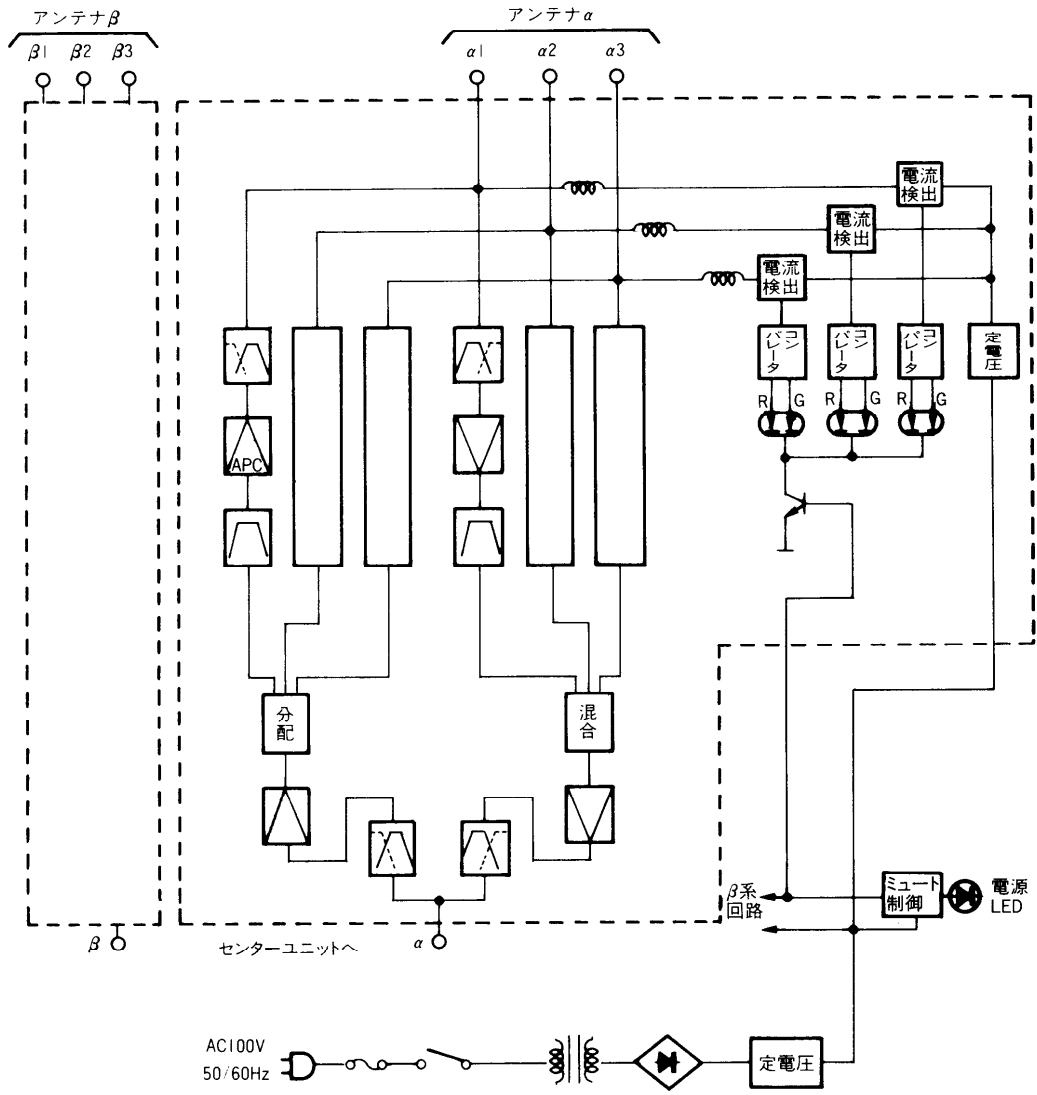 アンテナβ
β1 β2 β3
アンテナα
α1 α2 α3
電流
検出
電流
検出
電流
検出
コン
パレータ
コン
パレータ
コン
パレータ
定電圧
R G
R G
R G
APC
分配
混合
β系
回路
ミュート
制御
電源
LED
β
センターユニットへ
α
AC100V
50/60Hz
定電圧